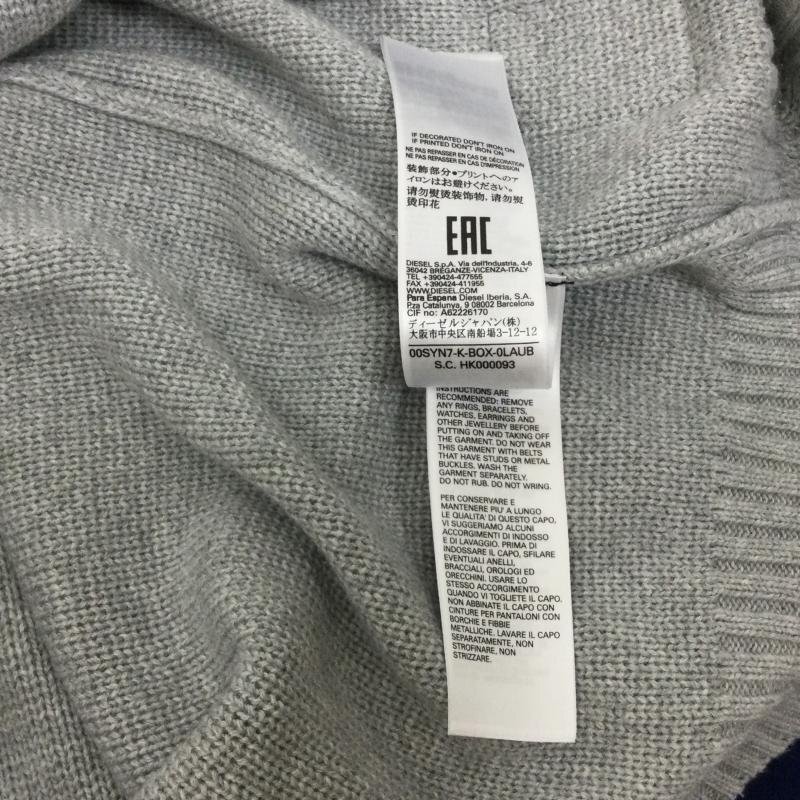 IF DECORATED DON'T IRON ON
IF PRINTED DON'T IRON ON
NE PAS REPASSER EN CAS DE DÉCORATION
NE PAS REPASSER EN CAS D'IMPRESSION
装飾部分●プリントへのア
イロンはお避けください。
请勿熨烫装饰物,请勿熨
烫印花
EAC
DIESEL S.p.A. Via dell'Industria, 4-6
36042 BREGANZE-VICENZA-ITALY
TEL +390424-477555
FAX +390424-411955
WWW.DIESEL.COM
Para Espana Diesel Iberia, S.A.
P.za Catalunya, 9 08002 Barcelona
CIF no: A62226170
ディーゼルジャパン(株)
大阪市中央区南船場3-12-12
00SYN7-K-BOX-0LAUB
S.C. HK000093
INSTRUCTIONS ARE
RECOMMENDED: REMOVE
ANY RINGS, BRACELETS,
WATCHES, EARRINGS AND
OTHER JEWELLERY BEFORE
PUTTING ON AND TAKING OFF
THE GARMENT. DO NOT WEAR
THIS GARMENT WITH BELTS
THAT HAVE STUDS OR METAL
BUCKLES. WASH THE
GARMENT SEPARATELY.
DO NOT RUB. DO NOT WRING.
PER CONSERVARE E
MANTENERE PIU' A LUNGO
LE QUALITA' DI QUESTO CAPO,
VI SUGGERIAMO ALCUNI
ACCORGIMENTI DI INDOSSO
E DI LAVAGGIO. PRIMA DI
INDOSSARE IL CAPO, SFILARE
EVENTUALI ANELLI,
BRACCIALI, OROLOGI ED
ORECCHINI. USARE LO
STESSO ACCORGIMENTO
QUANDO VI TOGLIETE IL CAPO.
NON ABBINATE IL CAPO CON
CINTURE PER PANTALONI CON
BORCHIE E FIBBIE
METALLICHE. LAVARE IL CAPO
SEPARATAMENTE, NON
STROFINARE, NON
STRIZZARE.